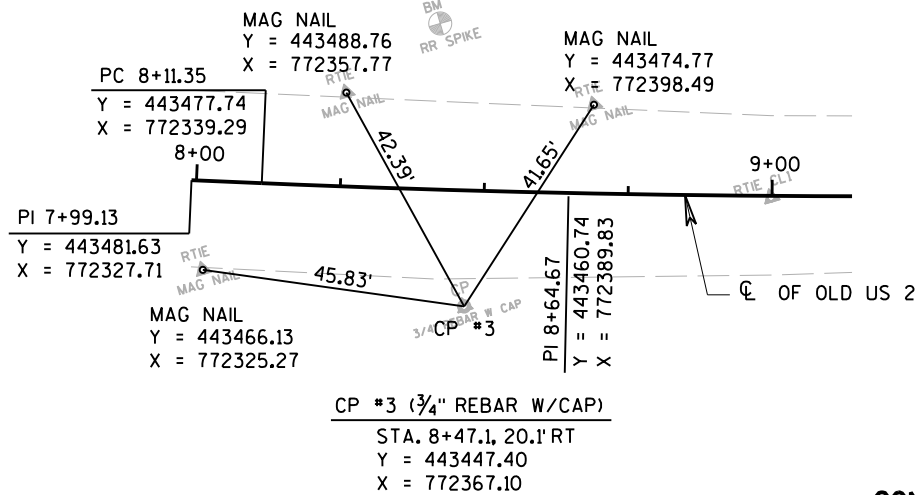 BM
RR SPIKE
MAG NAIL
Y = 443488.76
X = 772357.77
MAG NAIL
Y = 443474.77
X = 772398.49
PC 8+11.35
Y = 443477.74
X = 772339.29
RTIE
MAG NAIL
RTIE
MAG NAIL
8+00
42.39'
41.65'
9+00
RTIE CL1
PI 7+99.13
Y = 443481.63
X = 772327.71
RTIE
MAG NAIL
45.83'
CP
3/4" REBAR W CAP
CP #3
MAG NAIL
Y = 443466.13
X = 772325.27
PI 8+64.67
Y = 443460.74
X = 772389.83
℄ OF OLD US 2
CP #3 (¾" REBAR W/CAP)
STA. 8+47.1, 20.1' RT
Y = 443447.40
X = 772367.10